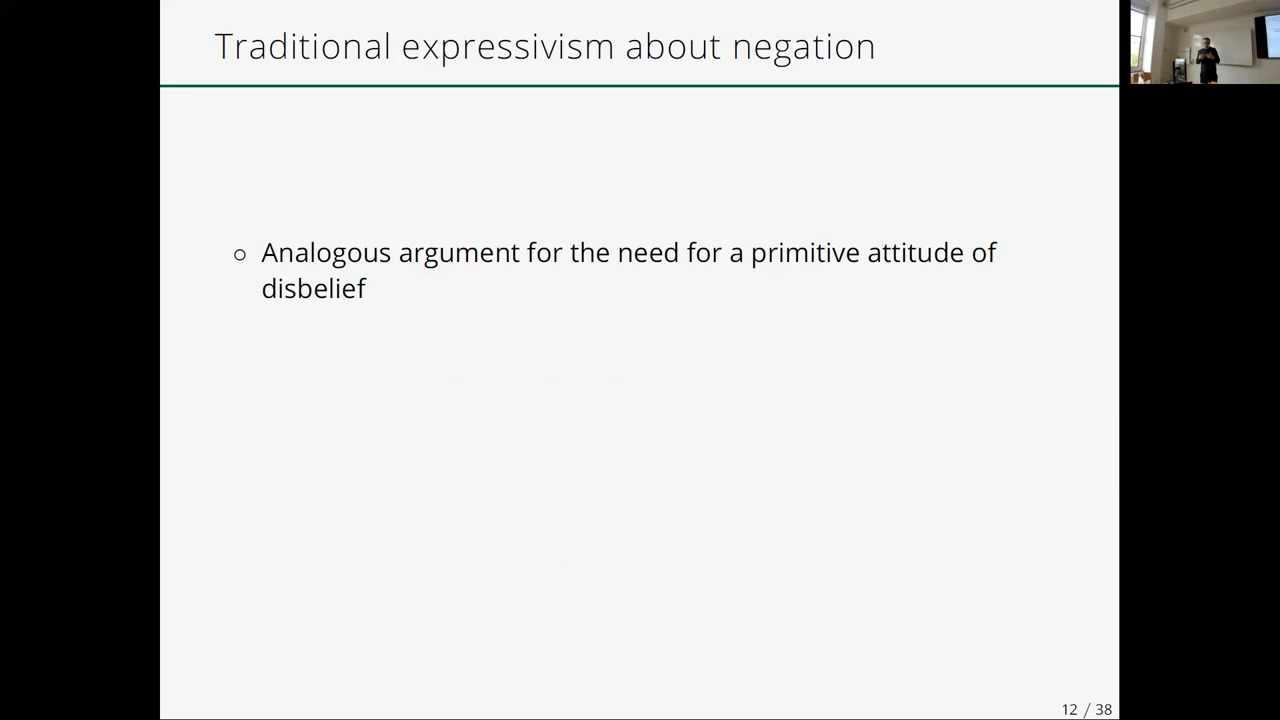 Traditional expressivism about negation
Analogous argument for the need for a primitive attitude of
disbelief
12 / 38